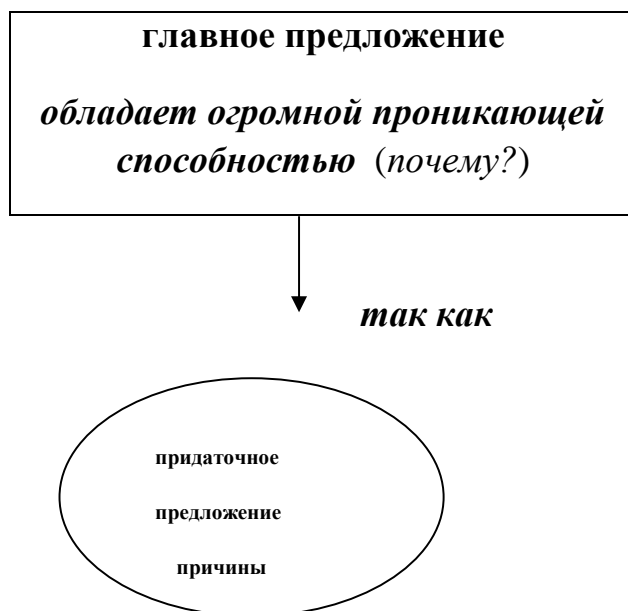 главное предложение
обладает огромной проникающей
способностью (почему?)
так как
придаточное
предложение
причины